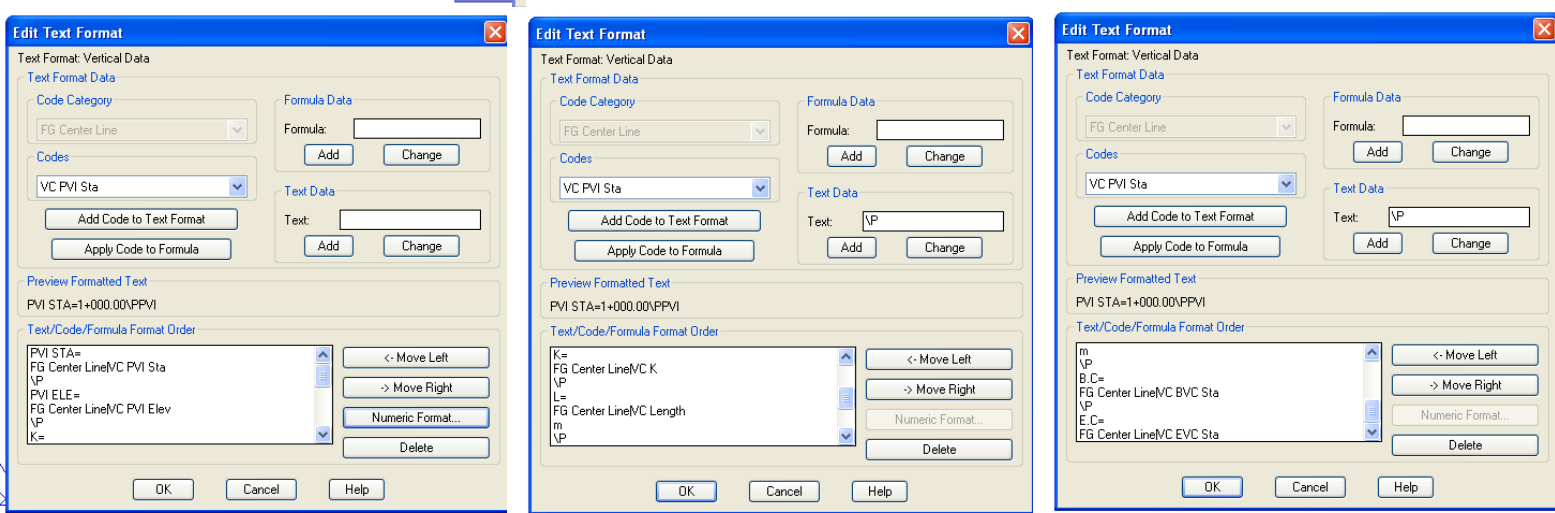 Edit Text Format
Text Format: Vertical Data
Text Format Data
Code Category
FG Center Line
Codes
VC PVI Sta
Add Code to Text Format
Apply Code to Formula
Formula Data
Formula:
Add
Change
Text Data
Text:
Add
Change
Preview Formatted Text
PVI STA=1+000.00\PPVI
Text/Code/Formula Format Order
PVI STA=
FG Center Line|VC PVI Sta
\P
PVI ELE=
FG Center Line|VC PVI Elev
\P
K=
<- Move Left
-> Move Right
Numeric Format...
Delete
OK
Cancel
Help
Edit Text Format
Text Format: Vertical Data
Text Format Data
Code Category
FG Center Line
Codes
VC PVI Sta
Add Code to Text Format
Apply Code to Formula
Formula Data
Formula:
Add
Change
Text Data
Text: \P
Add
Change
Preview Formatted Text
PVI STA=1+000.00\PPVI
Text/Code/Formula Format Order
K=
FG Center Line|VC K
\P
L=
FG Center Line|VC Length
m
\P
<- Move Left
-> Move Right
Numeric Format...
Delete
OK
Cancel
Help
Edit Text Format
Text Format: Vertical Data
Text Format Data
Code Category
FG Center Line
Codes
VC PVI Sta
Add Code to Text Format
Apply Code to Formula
Formula Data
Formula:
Add
Change
Text Data
Text: \P
Add
Change
Preview Formatted Text
PVI STA=1+000.00\PPVI
Text/Code/Formula Format Order
m
\P
B.C=
FG Center Line|VC BVC Sta
\P
E.C=
FG Center Line|VC EVC Sta
<- Move Left
-> Move Right
Numeric Format...
Delete
OK
Cancel
Help